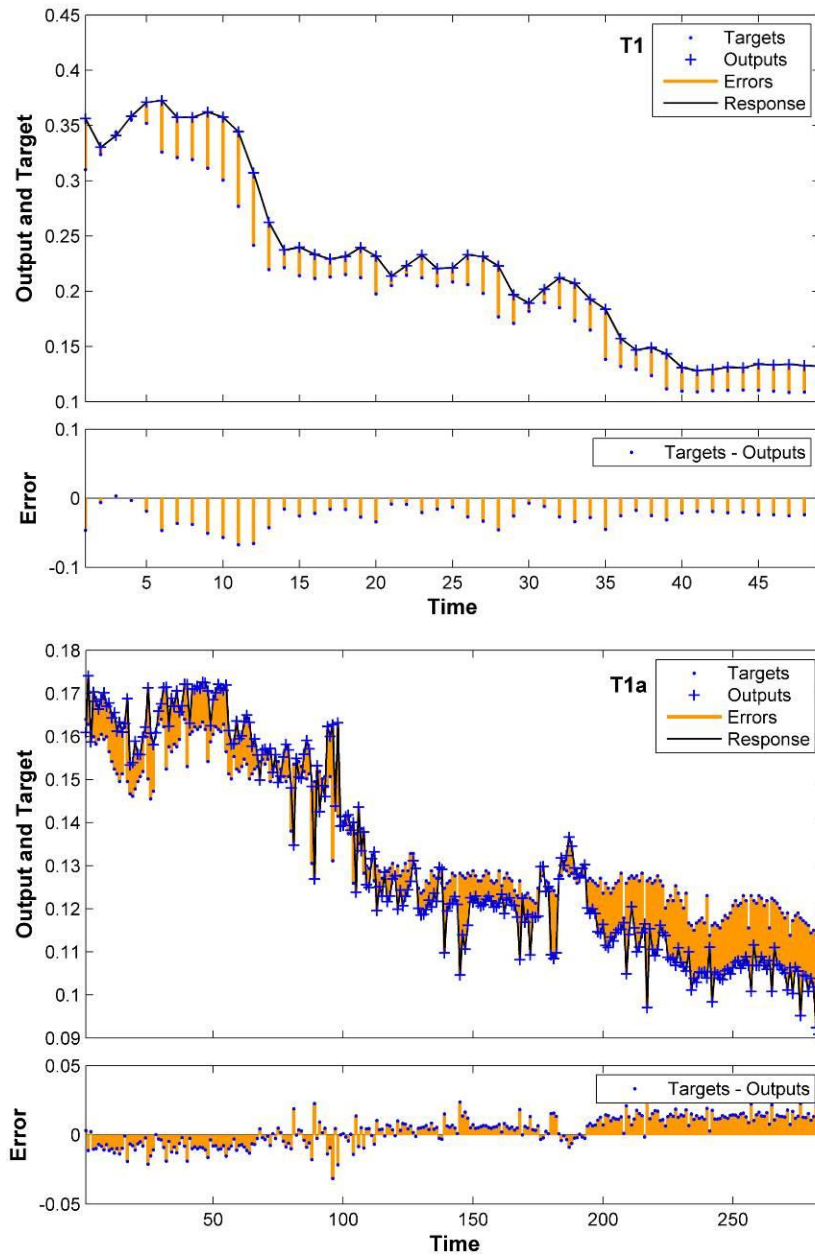 T1
Targets
Outputs
Errors
Response
Output and Target
0.45
0.4
0.35
0.3
0.25
0.2
0.15
0.1
Targets - Outputs
Error
0.1
0
-0.1
5
10
15
20
25
30
35
40
45
Time
T1a
Targets
Outputs
Errors
Response
Output and Target
0.18
0.17
0.16
0.15
0.14
0.13
0.12
0.11
0.1
0.09
Targets - Outputs
Error
0.05
0
-0.05
50
100
150
200
250
Time